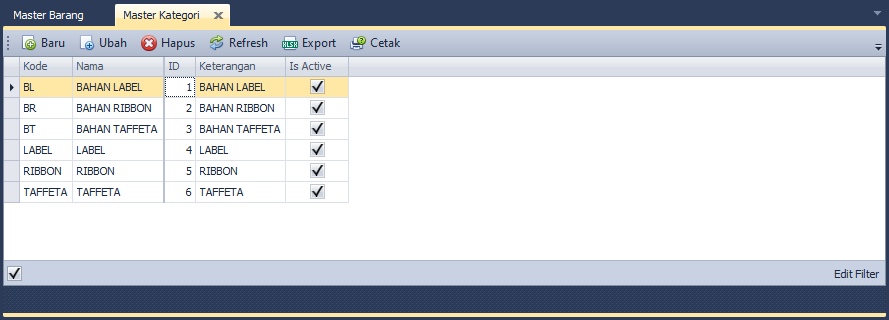 Master Barang Master Kategori
Baru Ubah Hapus Refresh Export Cetak
Kode Nama ID Keterangan Is Active
BL BAHAN LABEL 1 BAHAN LABEL
BR BAHAN RIBBON 2 BAHAN RIBBON
BT BAHAN TAFFETA 3 BAHAN TAFFETA
LABEL LABEL 4 LABEL
RIBBON RIBBON 5 RIBBON
TAFFETA TAFFETA 6 TAFFETA
Edit Filter